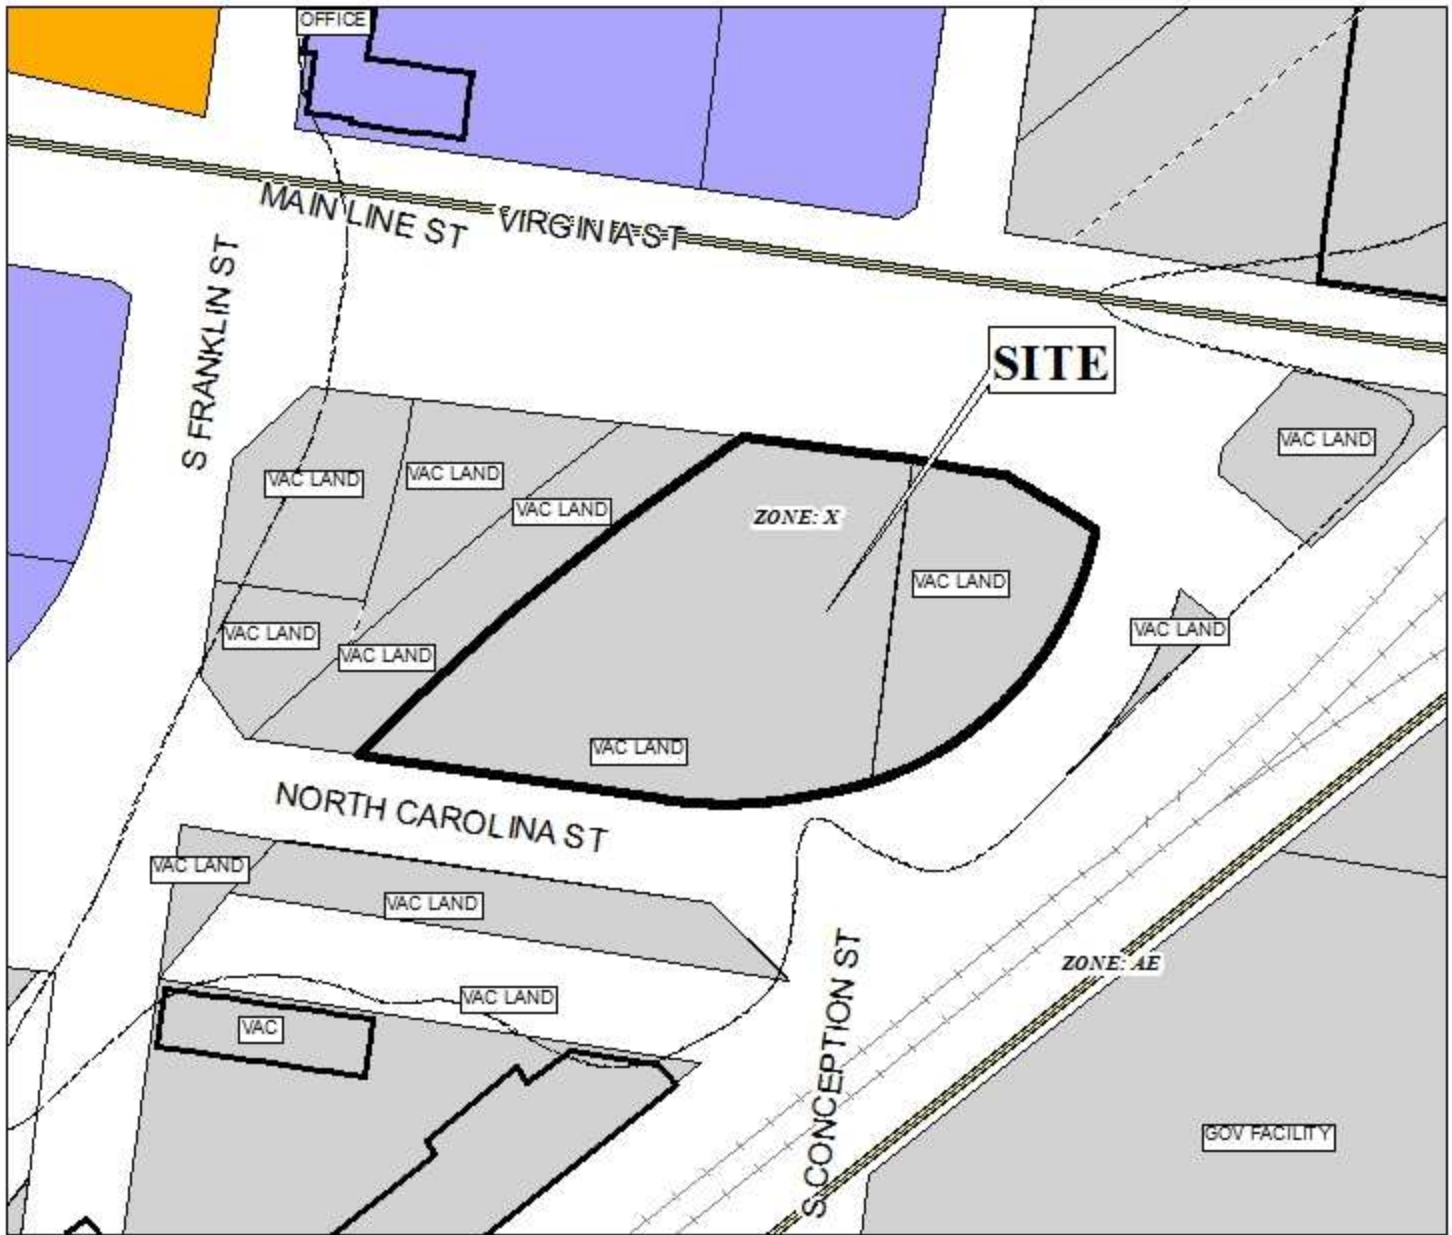 OFFICE
MAIN LINE ST
VIRGINIA ST
S FRANKLIN ST
SITE
VAC LAND
VAC LAND
VAC LAND
VAC LAND
ZONE: X
VAC LAND
VAC LAND
VAC LAND
VAC LAND
VAC LAND
NORTH CAROLINA ST
VAC LAND
VAC LAND
S CONCEPTION ST
ZONE: AE
VAC LAND
VAC
GOV FACILITY